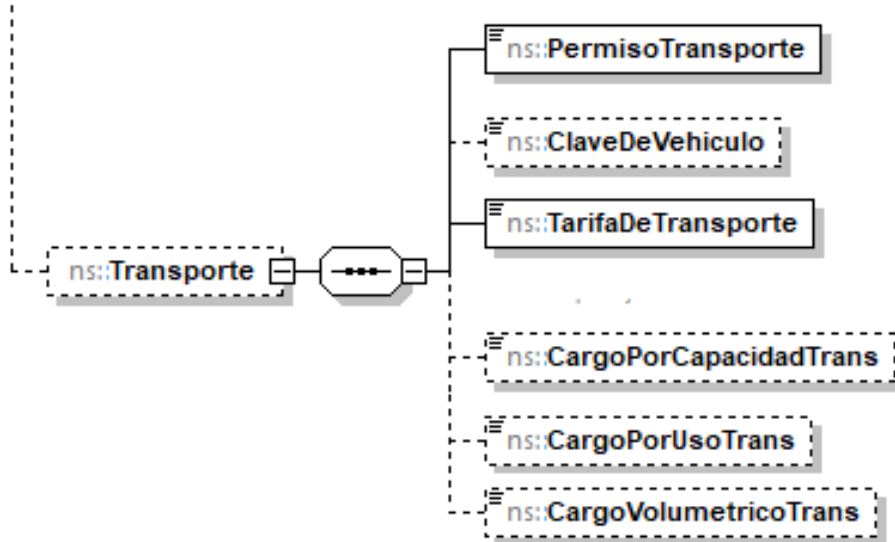 ns::PermisoTransporte
ns::ClaveDeVehiculo
ns::TarifaDeTransporte
ns::Transporte
ns::CargoPorCapacidadTrans
ns::CargoPorUsoTrans
ns::CargoVolumetricoTrans